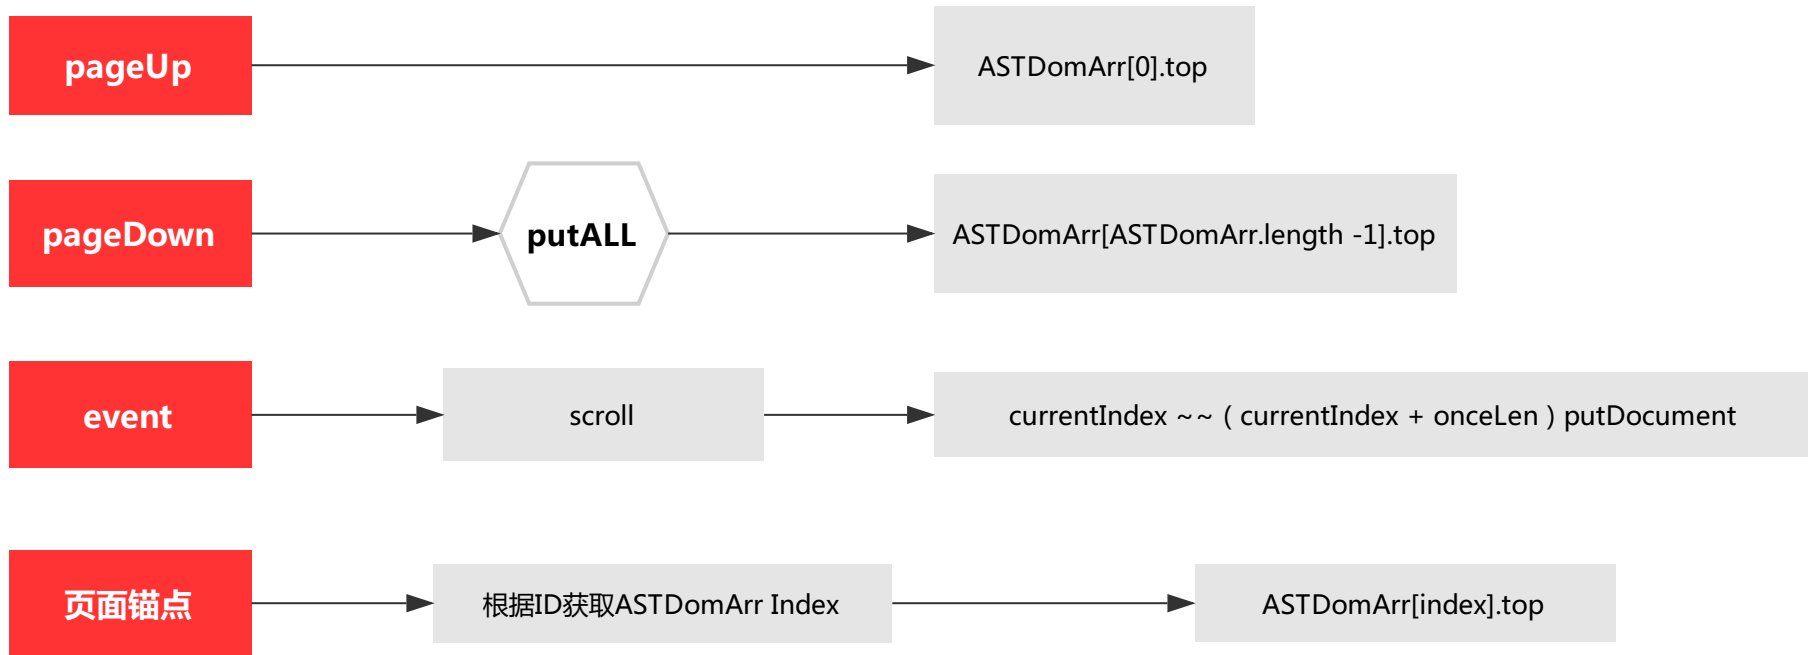 pageUp
ASTDomArr[0].top
pageDown
putALL
ASTDomArr[ASTDomArr.length -1].top
event
scroll
currentIndex ~~ ( currentIndex + onceLen ) putDocument
页面锚点
根据ID获取ASTDomArr Index
ASTDomArr[index].top